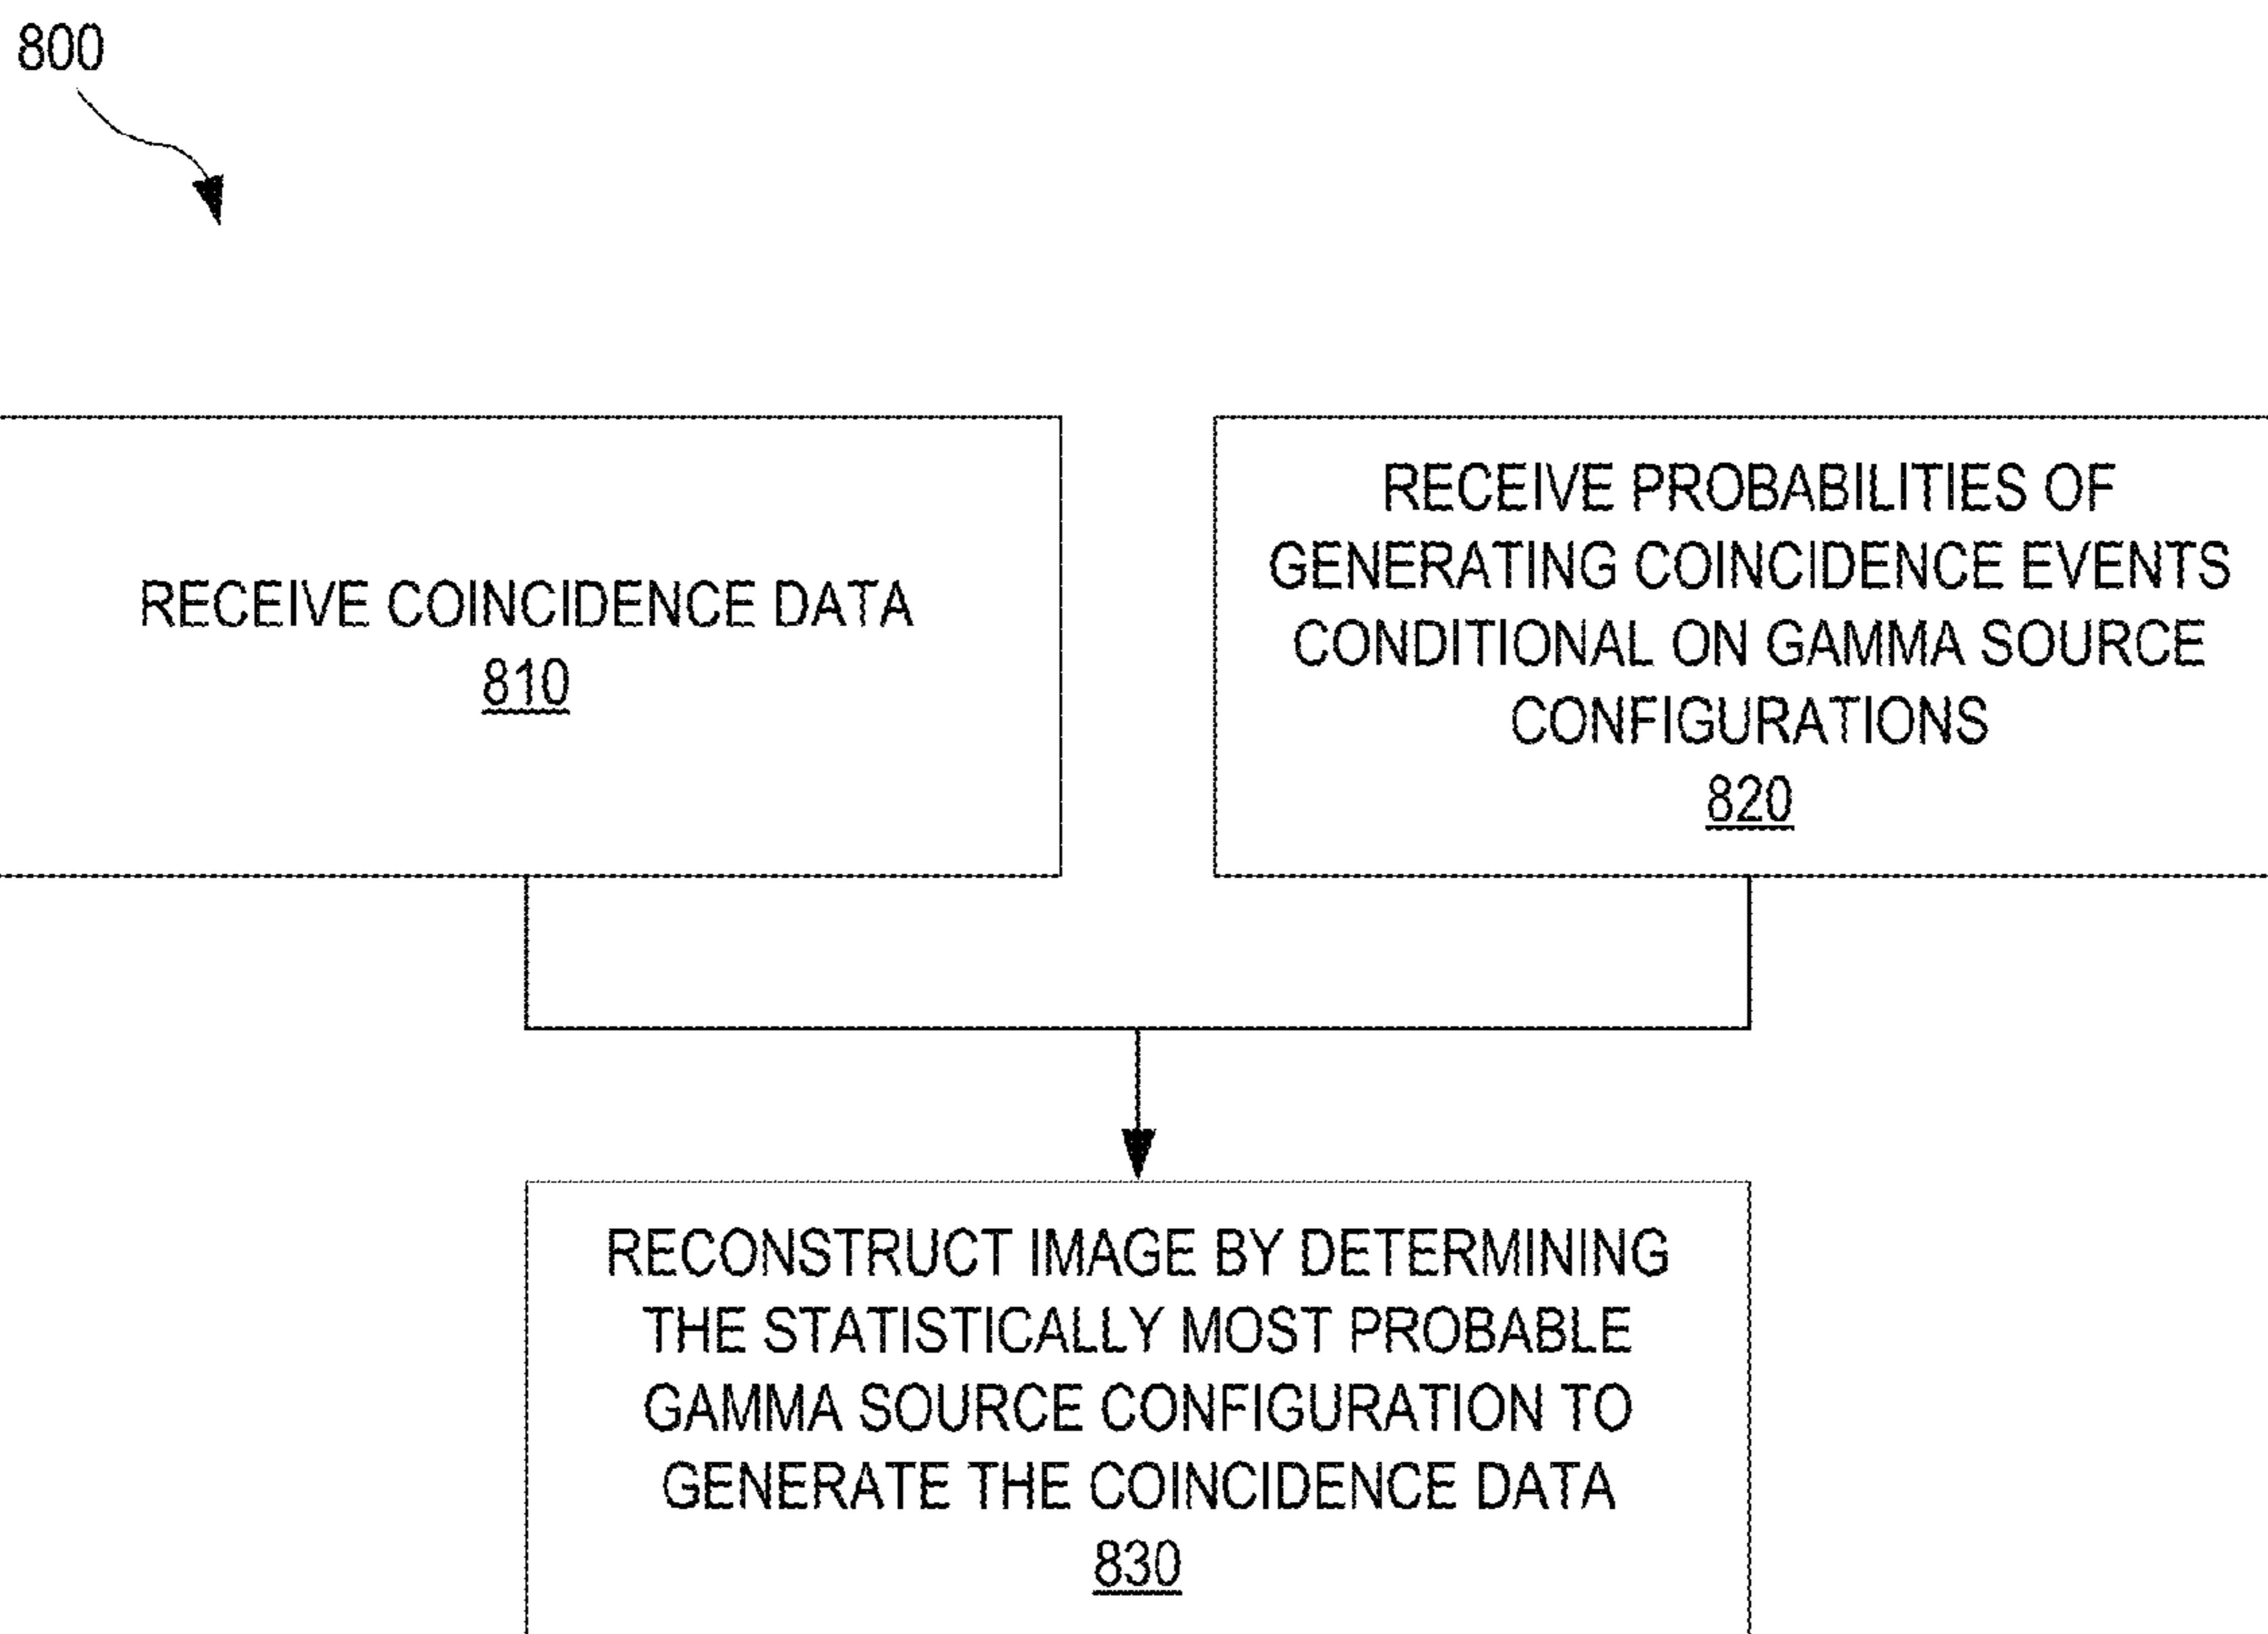 800
RECEIVE COINCIDENCE DATA
810
RECEIVE PROBABILITIES OF
GENERATING COINCIDENCE EVENTS
CONDITIONAL ON GAMMA SOURCE
CONFIGURATIONS
820
RECONSTRUCT IMAGE BY DETERMINING
THE STATISTICALLY MOST PROBABLE
GAMMA SOURCE CONFIGURATION TO
GENERATE THE COINCIDENCE DATA
830